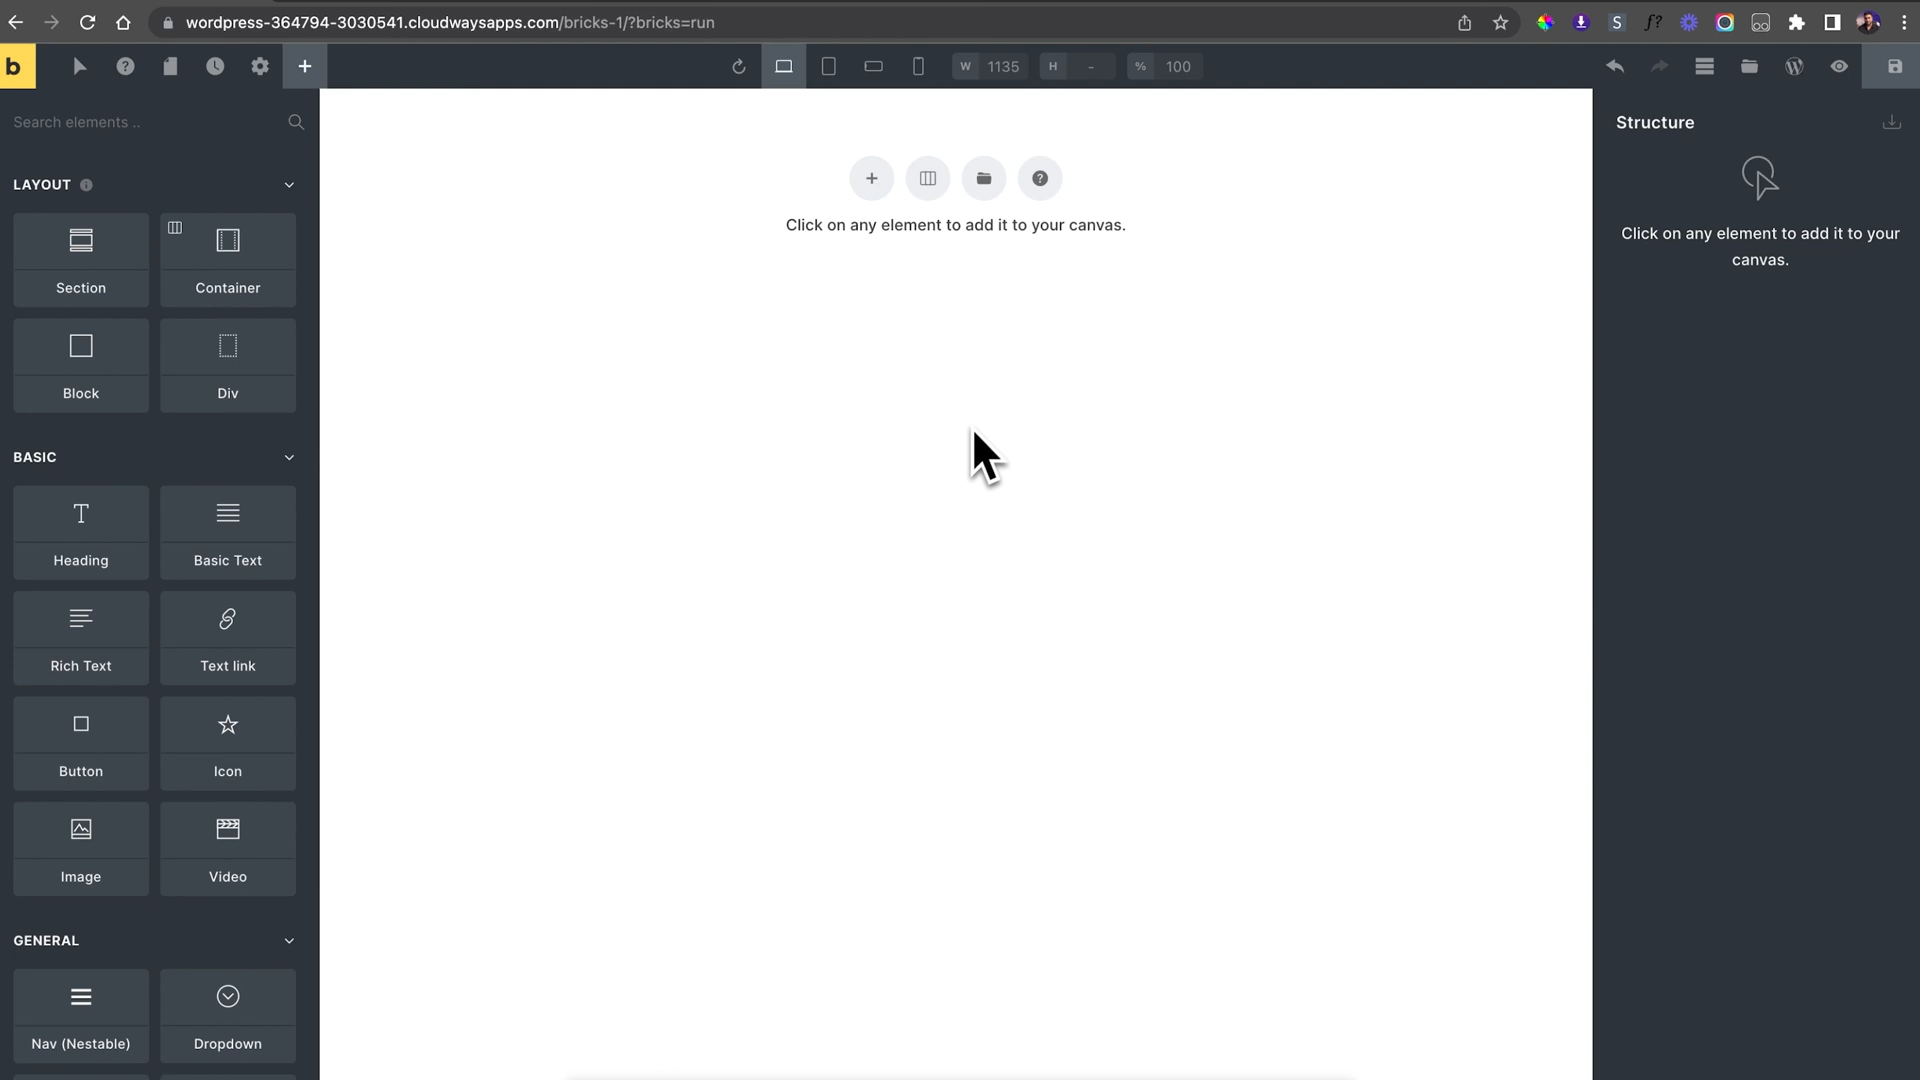 wordpress-364794-3030541.cloudwaysapps.com/bricks-1/?bricks=run
b
W 1135 H - % 100
Search elements ..
LAYOUT
Section
Container
Block
Div
BASIC
Heading
Basic Text
Rich Text
Text link
Button
Icon
Image
Video
GENERAL
Nav (Nestable)
Dropdown
Click on any element to add it to your canvas.
Structure
Click on any element to add it to your
canvas.